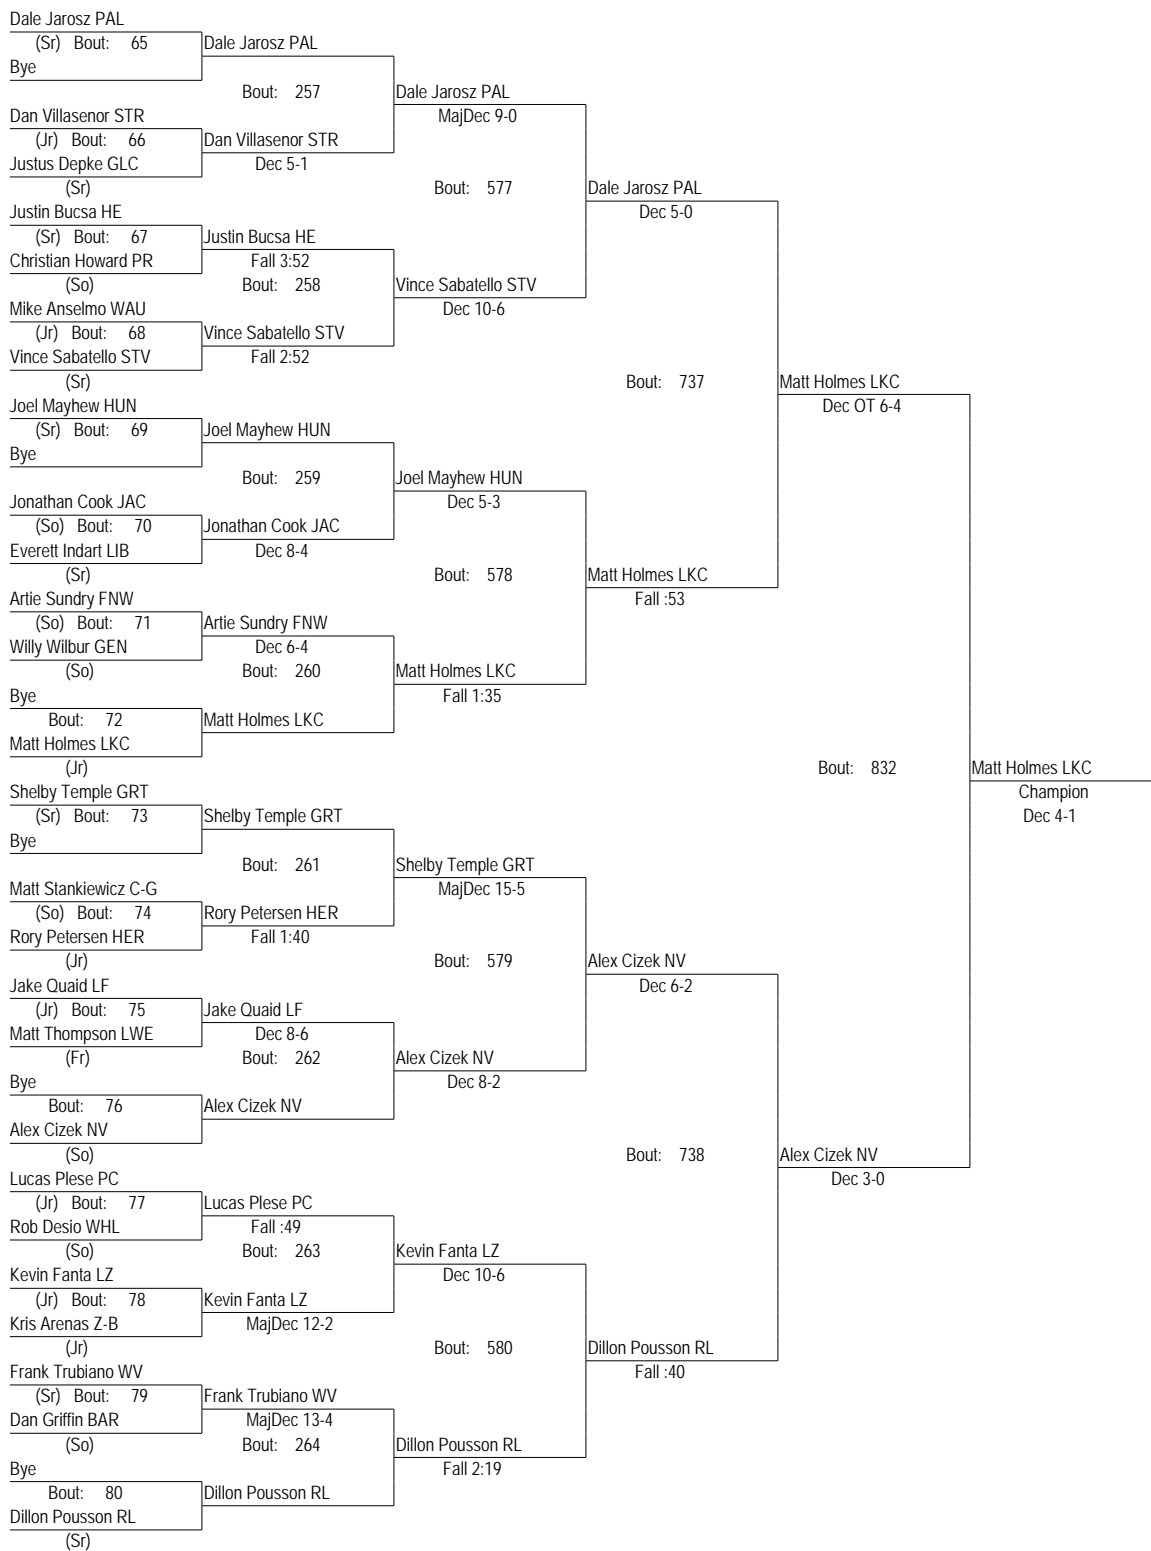 Dale Jarosz PAL
(Sr) Bout: 65 Dale Jarosz PAL
Bye
Bout: 257 Dale Jarosz PAL
Dan Villasenor STR MajDec 9-0
(Jr) Bout: 66 Dan Villasenor STR
Justus Depke GLC Dec 5-1
(Sr) Bout: 577 Dale Jarosz PAL
Justin Bucsa HE Dec 5-0
(Sr) Bout: 67 Justin Bucsa HE
Christian Howard PR Fall 3:52
(So) Bout: 258 Vince Sabatello STV
Mike Anselmo WAU Dec 10-6
(Jr) Bout: 68 Vince Sabatello STV
Vince Sabatello STV Fall 2:52
(Sr) Bout: 737 Matt Holmes LKC
Joel Mayhew HUN Dec OT 6-4
(Sr) Bout: 69 Joel Mayhew HUN
Bye
Bout: 259 Joel Mayhew HUN
Jonathan Cook JAC Dec 5-3
(So) Bout: 70 Jonathan Cook JAC
Everett Indart LIB Dec 8-4
(Sr) Bout: 578 Matt Holmes LKC
Artie Sundry FNW Fall :53
(So) Bout: 71 Artie Sundry FNW
Willy Wilbur GEN Dec 6-4
(So) Bout: 260 Matt Holmes LKC
Bye Fall 1:35
Bout: 72 Matt Holmes LKC
Matt Holmes LKC
(Jr) Bout: 832 Matt Holmes LKC
Shelby Temple GRT Champion
(Sr) Bout: 73 Shelby Temple GRT Dec 4-1
Bye
Bout: 261 Shelby Temple GRT
Matt Stankiewicz C-G MajDec 15-5
(So) Bout: 74 Rory Petersen HER
Rory Petersen HER Fall 1:40
(Jr) Bout: 579 Alex Cizek NV
Jake Quaid LF Dec 6-2
(Jr) Bout: 75 Jake Quaid LF
Matt Thompson LWE Dec 8-6
(Fr) Bout: 262 Alex Cizek NV
Bye Dec 8-2
Bout: 76 Alex Cizek NV
Alex Cizek NV
(So) Bout: 738 Alex Cizek NV
Lucas Plese PC Dec 3-0
(Jr) Bout: 77 Lucas Plese PC
Rob Desio WHL Fall :49
(So) Bout: 263 Kevin Fanta LZ
Kevin Fanta LZ Dec 10-6
(Jr) Bout: 78 Kevin Fanta LZ
Kris Arenas Z-B MajDec 12-2
(Jr) Bout: 580 Dillon Pousson RL
Frank Trubiano WV Fall :40
(Sr) Bout: 79 Frank Trubiano WV
Dan Griffin BAR MajDec 13-4
(So) Bout: 264 Dillon Pousson RL
Bye Fall 2:19
Bout: 80 Dillon Pousson RL
Dillon Pousson RL
(Sr)